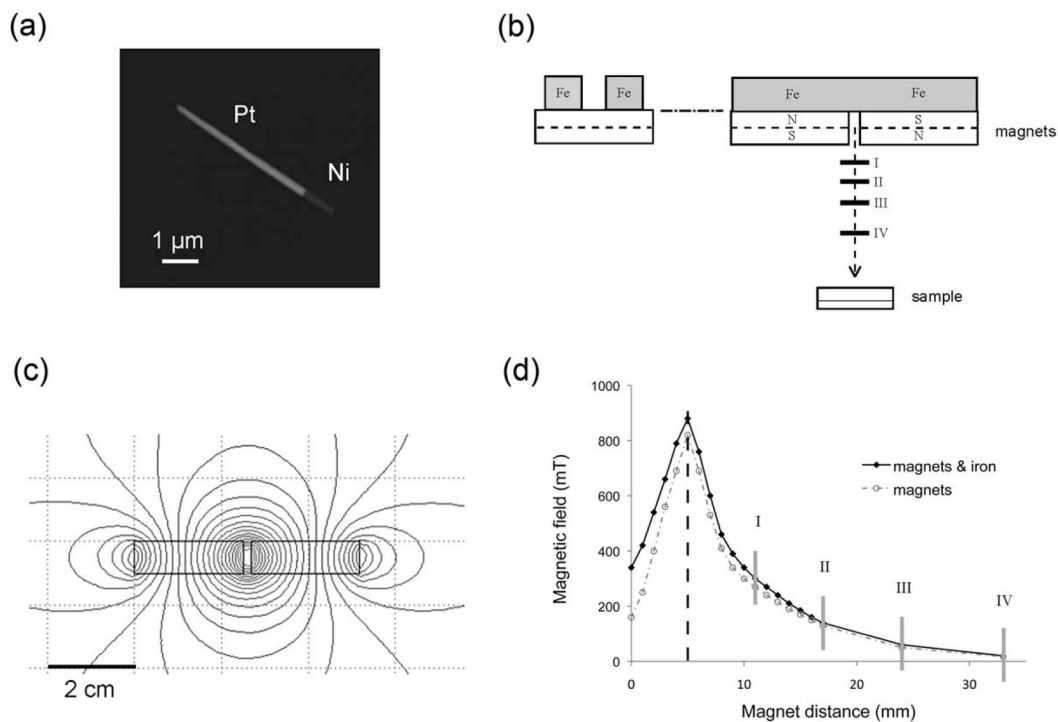 (a)
Pt
Ni
1 µm
(b)
Fe
Fe
Fe
Fe
N
S
S
N
magnets
I
II
III
IV
sample
(c)
2 cm
(d)
1000
800
600
400
200
0
Magnetic field (mT)
magnets & iron
magnets
I
II
III
IV
0
10
20
30
Magnet distance (mm)